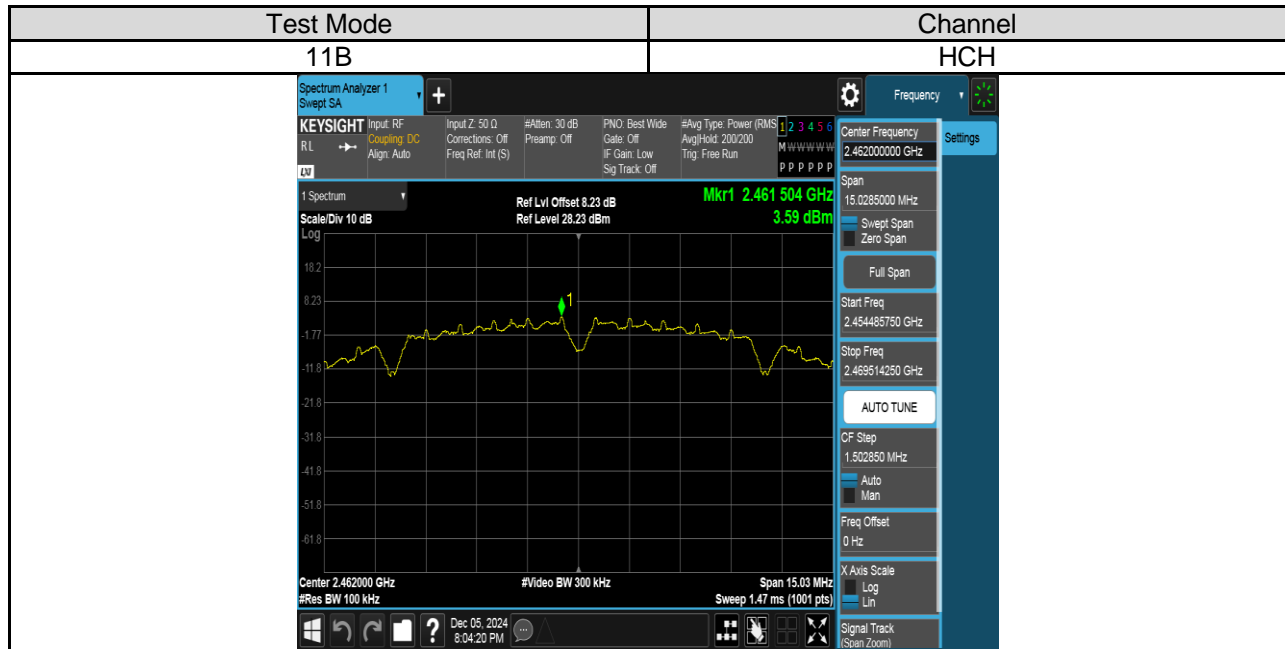 Test Mode
Channel
11B
HCH
Spectrum Analyzer 1
Swept SA
+
Frequency
KEYSIGHT
RL
LXI
Input: RF
Coupling: DC
Align: Auto
Input Z: 50 Ω
Corrections: Off
Freq Ref: Int (S)
#Atten: 30 dB
Preamp: Off
PNO: Best Wide
Gate: Off
IF Gain: Low
Sig Track: Off
#Avg Type: Power (RMS
Avg|Hold: 200/200
Trig: Free Run
1 2 3 4 5 6
M W W W W W
P P P P P P
1 Spectrum
Scale/Div 10 dB
Log
Ref Lvl Offset 8.23 dB
Ref Level 28.23 dBm
Mkr1 2.461 504 GHz
3.59 dBm
18.2
8.23
-1.77
-11.8
-21.8
-31.8
-41.8
-51.8
-61.8
1
Center 2.462000 GHz
#Res BW 100 kHz
#Video BW 300 kHz
Span 15.03 MHz
Sweep 1.47 ms (1001 pts)
Center Frequency
2.462000000 GHz
Settings
Span
15.0285000 MHz
Swept Span
Zero Span
Full Span
Start Freq
2.454485750 GHz
Stop Freq
2.469514250 GHz
AUTO TUNE
CF Step
1.502850 MHz
Auto
Man
Freq Offset
0 Hz
X Axis Scale
Log
Lin
Signal Track
(Span Zoom)
?
Dec 05, 2024
8:04:20 PM